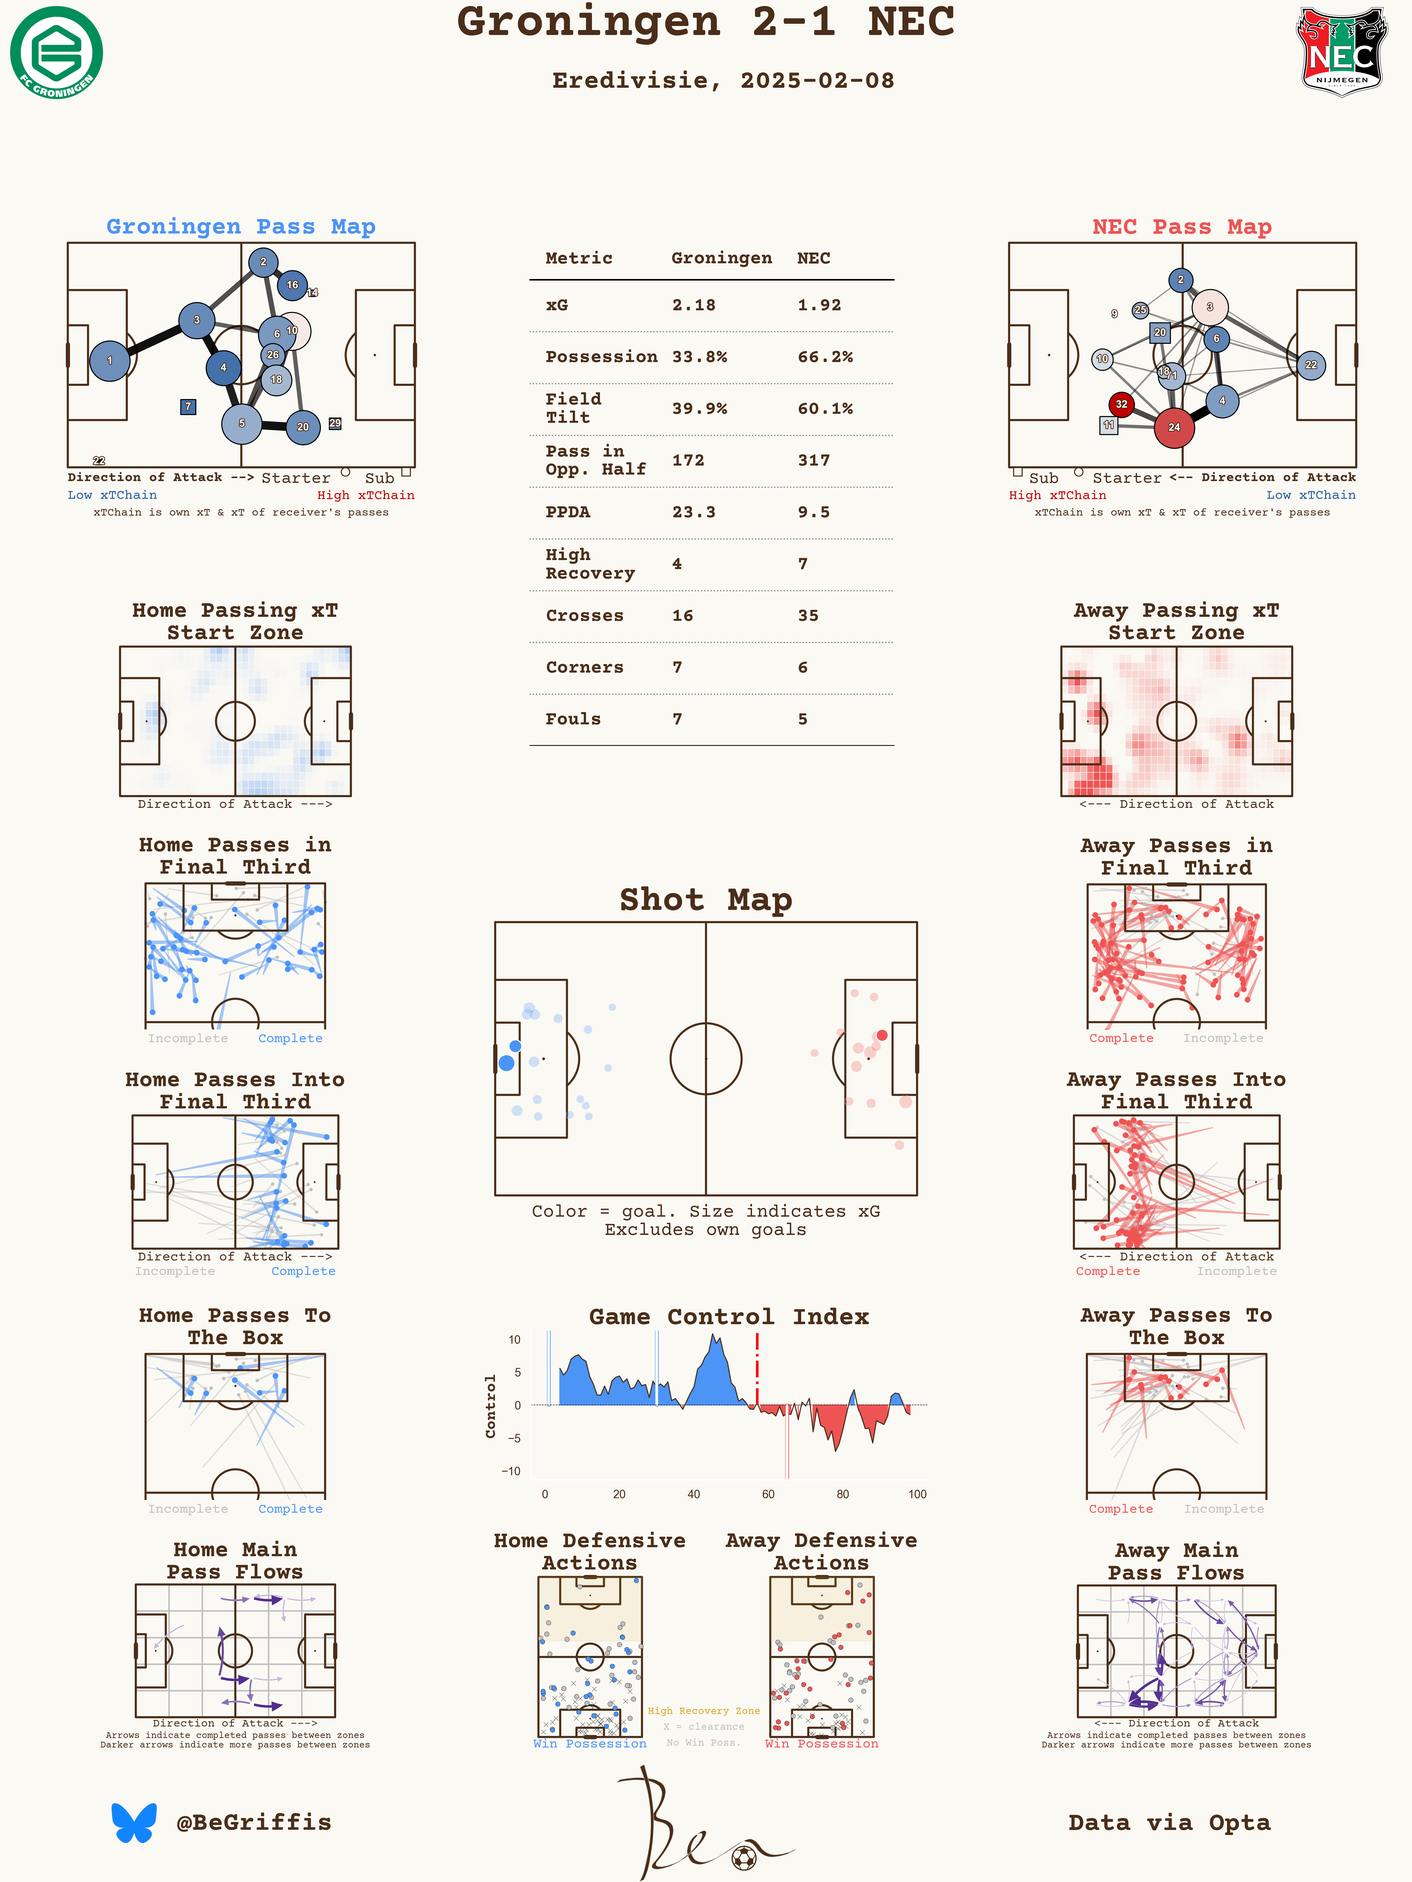 Groningen 2-1 NEC
Eredivisie, 2025-02-08
FC GRONINGEN
NEC
NIJMEGEN
Groningen Pass Map
2
16
14
3
6
10
1
26
4
18
7
5
20
29
22
Direction of Attack --> Starter Sub
Low xTChain High xTChain
xTChain is own xT & xT of receiver's passes
Metric Groningen NEC
xG 2.18 1.92
Possession 33.8% 66.2%
Field
Tilt 39.9% 60.1%
Pass in
Opp. Half 172 317
PPDA 23.3 9.5
High
Recovery 4 7
Crosses 16 35
Corners 7 6
Fouls 7 5
NEC Pass Map
2
9
25
3
20
6
10
22
18
71
32
4
11
24
Sub Starter <-- Direction of Attack
High xTChain Low xTChain
xTChain is own xT & xT of receiver's passes
Home Passing xT
Start Zone
Direction of Attack --->
Away Passing xT
Start Zone
<--- Direction of Attack
Home Passes in
Final Third
Incomplete Complete
Away Passes in
Final Third
Complete Incomplete
Shot Map
Color = goal. Size indicates xG
Excludes own goals
Home Passes Into
Final Third
Direction of Attack --->
Incomplete Complete
Away Passes Into
Final Third
<--- Direction of Attack
Complete Incomplete
Home Passes To
The Box
Incomplete Complete
Game Control Index
Control
10
5
0
−5
−10
0 20 40 60 80 100
Away Passes To
The Box
Complete Incomplete
Home Main
Pass Flows
Direction of Attack --->
Arrows indicate completed passes between zones
Darker arrows indicate more passes between zones
Home Defensive
Actions
Win Possession
Away Defensive
Actions
Win Possession
High Recovery Zone
X = clearance
No Win Poss.
Away Main
Pass Flows
<--- Direction of Attack
Arrows indicate completed passes between zones
Darker arrows indicate more passes between zones
@BeGriffis
Ben
Data via Opta